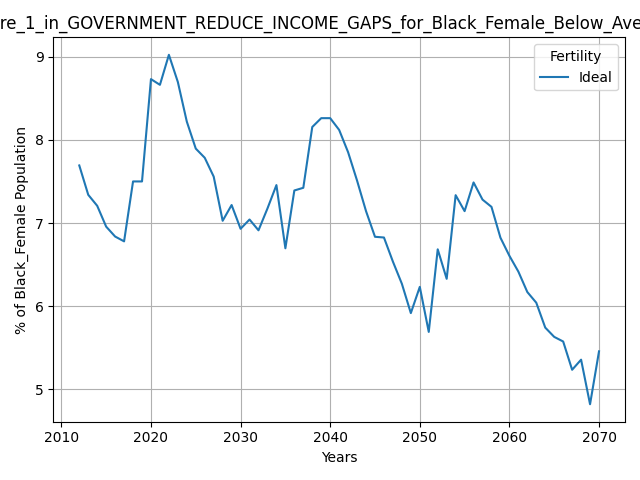 re_1_in_GOVERNMENT_REDUCE_INCOME_GAPS_for_Black_Female_Below_Ave
Fertility
Ideal
% of Black_Female Population
9
8
7
6
5
2010 2020 2030 2040 2050 2060 2070
Years